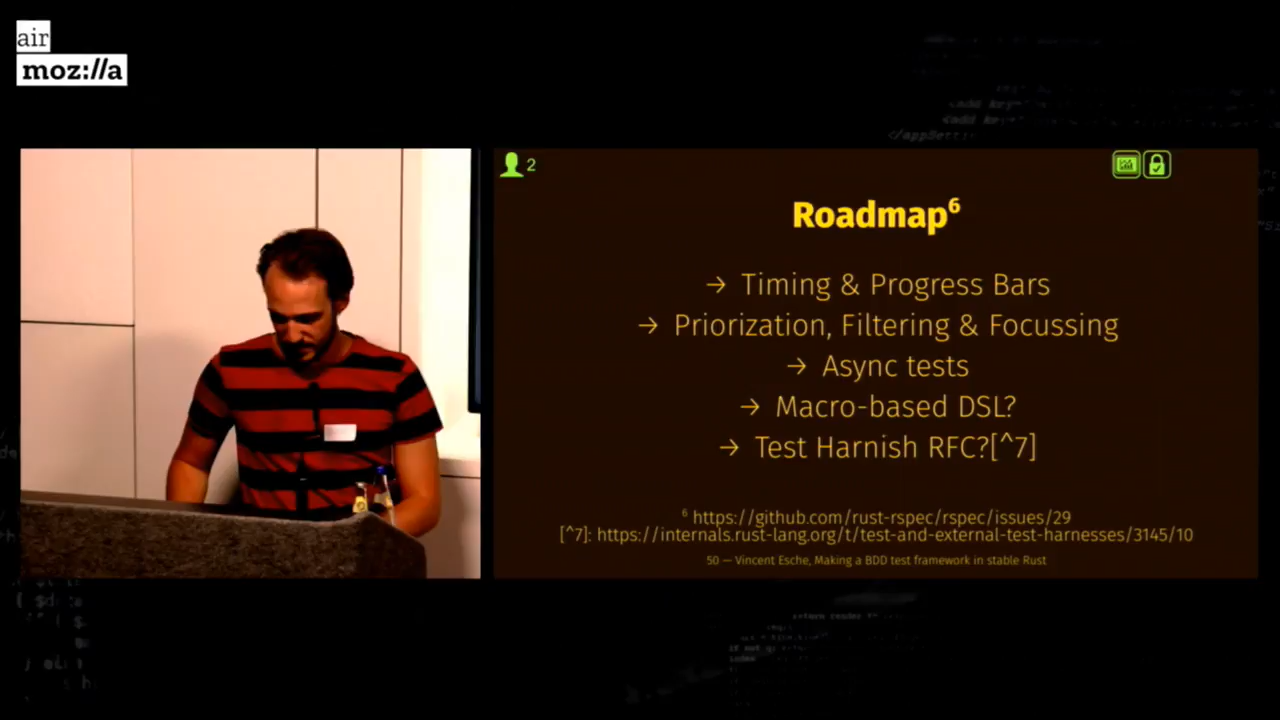 air
moz://a
</appSett
2
Roadmap⁶
→ Timing & Progress Bars
→ Priorization, Filtering & Focussing
→ Async tests
→ Macro-based DSL?
→ Test Harnish RFC?[^7]
⁶ https://github.com/rust-rspec/rspec/issues/29
[^7]: https://internals.rust-lang.org/t/test-and-external-test-harnesses/3145/10
50 — Vincent Esche, Making a BDD test framework in stable Rust